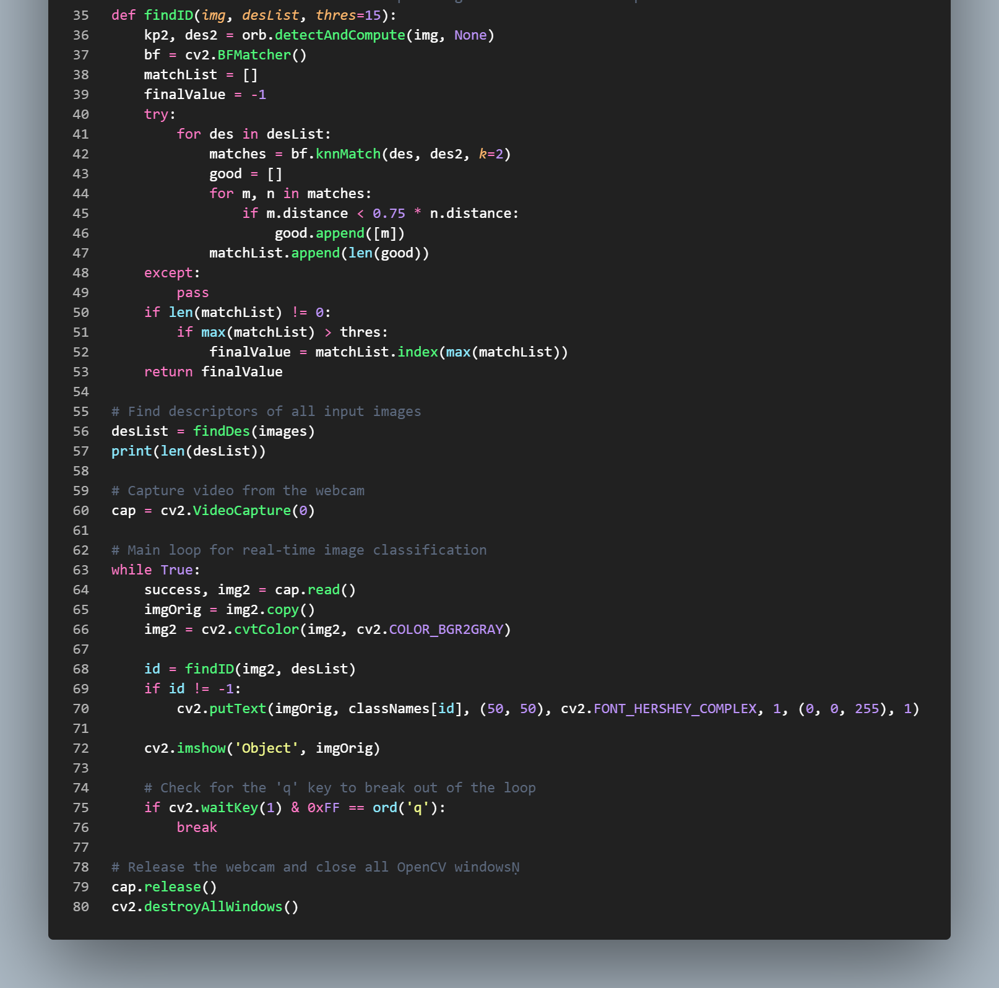 35 def findID(img, desList, thres=15):
36     kp2, des2 = orb.detectAndCompute(img, None)
37     bf = cv2.BFMatcher()
38     matchList = []
39     finalValue = -1
40     try:
41         for des in desList:
42             matches = bf.knnMatch(des, des2, k=2)
43             good = []
44             for m, n in matches:
45                 if m.distance < 0.75 * n.distance:
46                     good.append([m])
47             matchList.append(len(good))
48     except:
49         pass
50     if len(matchList) != 0:
51         if max(matchList) > thres:
52             finalValue = matchList.index(max(matchList))
53     return finalValue
54
55 # Find descriptors of all input images
56 desList = findDes(images)
57 print(len(desList))
58
59 # Capture video from the webcam
60 cap = cv2.VideoCapture(0)
61
62 # Main loop for real-time image classification
63 while True:
64     success, img2 = cap.read()
65     imgOrig = img2.copy()
66     img2 = cv2.cvtColor(img2, cv2.COLOR_BGR2GRAY)
67
68     id = findID(img2, desList)
69     if id != -1:
70         cv2.putText(imgOrig, classNames[id], (50, 50), cv2.FONT_HERSHEY_COMPLEX, 1, (0, 0, 255), 1)
71
72     cv2.imshow('Object', imgOrig)
73
74     # Check for the 'q' key to break out of the loop
75     if cv2.waitKey(1) & 0xFF == ord('q'):
76         break
77
78 # Release the webcam and close all OpenCV windowsṆ
79 cap.release()
80 cv2.destroyAllWindows()